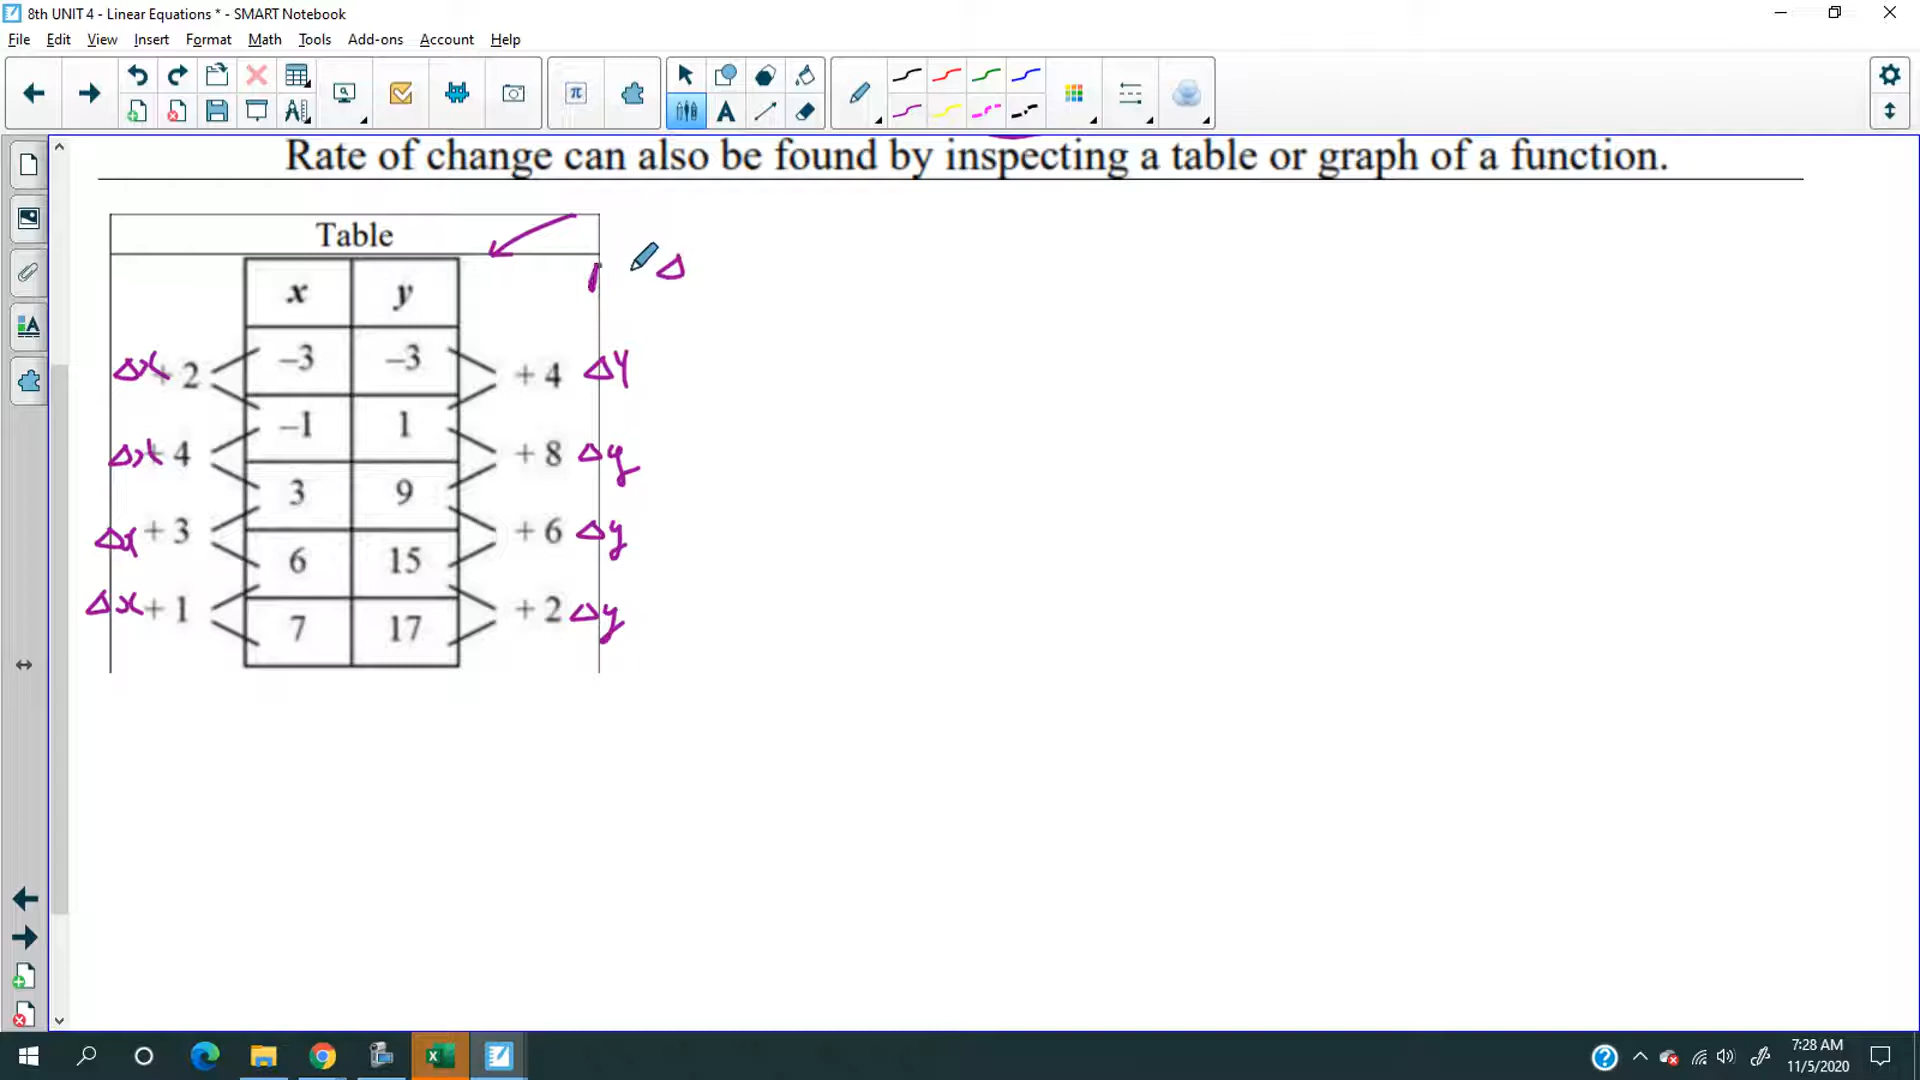 8th UNIT 4 - Linear Equations * - SMART Notebook
File Edit View Insert Format Math Tools Add-ons Account Help
Rate of change can also be found by inspecting a table or graph of a function.
Table
Δ
x y
-3 -3
Δx + 2 + 4 Δy
-1 1
Δx + 4 + 8 Δy
3 9
Δx + 3 + 6 Δy
6 15
Δx + 1 + 2 Δy
7 17
7:28 AM
11/5/2020